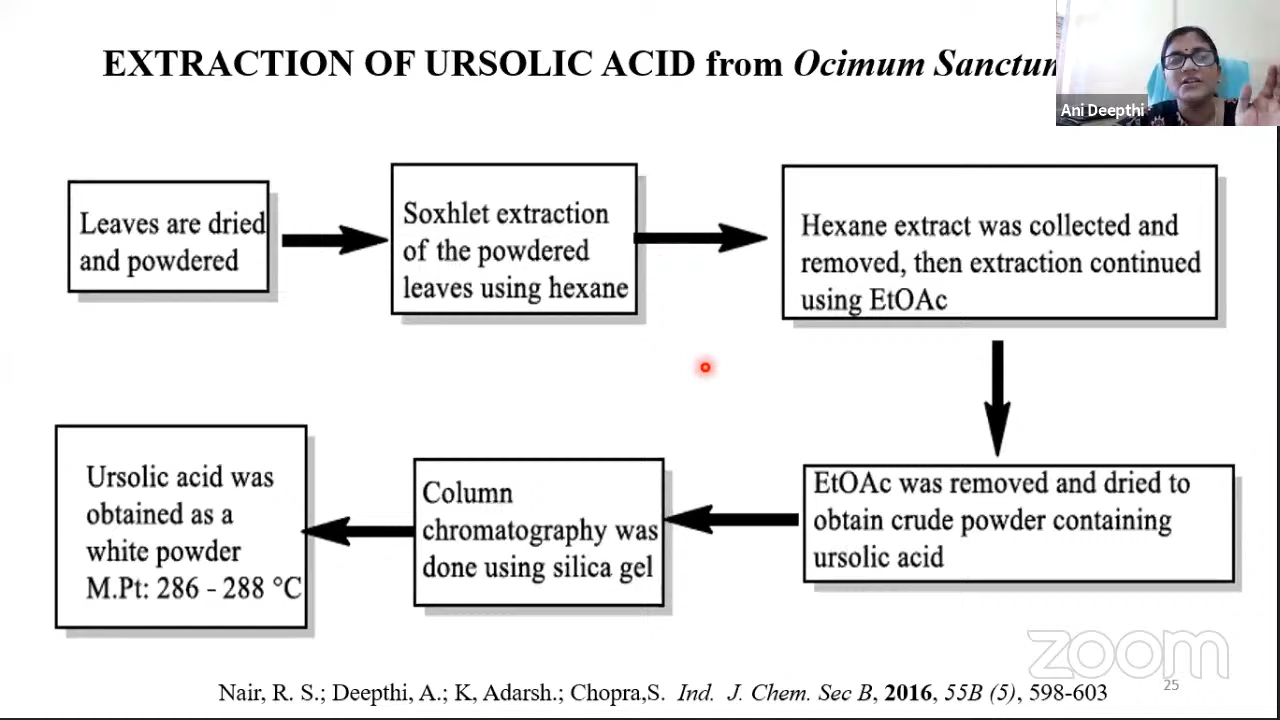 EXTRACTION OF URSOLIC ACID from Ocimum Sanctum
Ani Deepthi
Leaves are dried
and powdered
Soxhlet extraction
of the powdered
leaves using hexane
Hexane extract was collected and
removed, then extraction continued
using EtOAc
EtOAc was removed and dried to
obtain crude powder containing
ursolic acid
Column
chromatography was
done using silica gel
Ursolic acid was
obtained as a
white powder
M.Pt: 286 - 288 °C
zoom
Nair, R. S.; Deepthi, A.; K, Adarsh.; Chopra,S. Ind. J. Chem. Sec B, 2016, 55B (5), 598-603
25